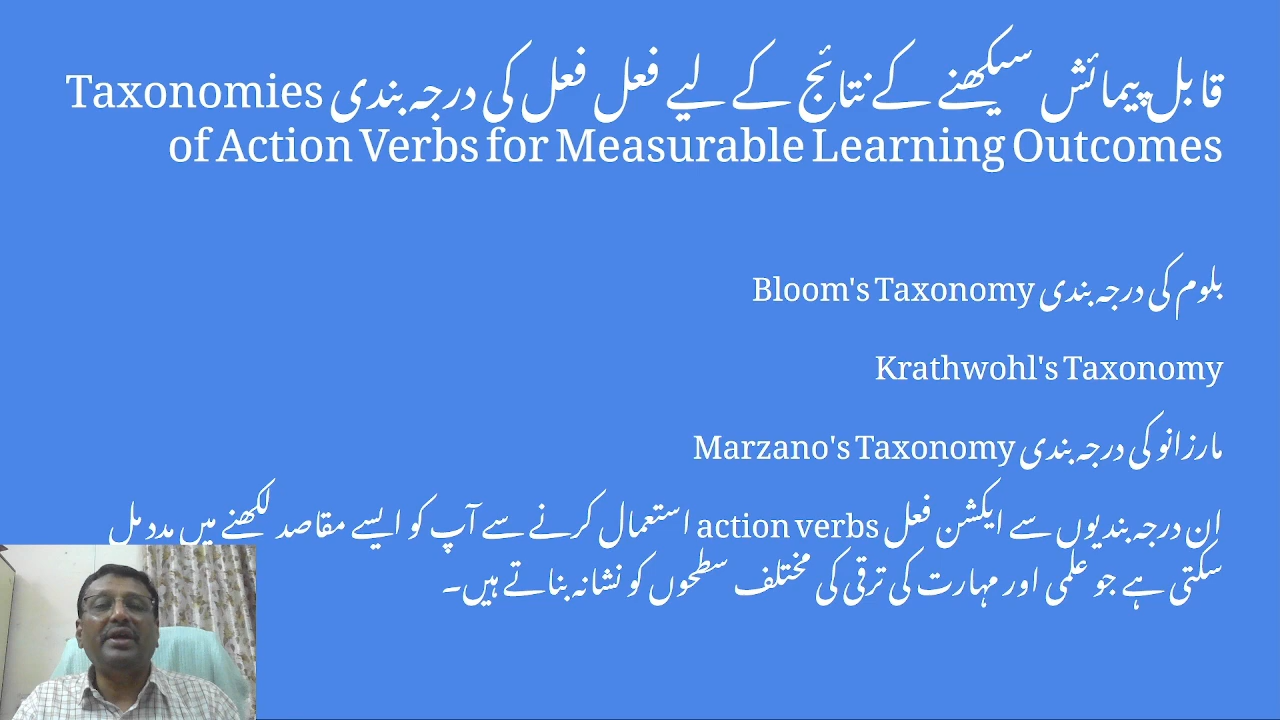 قابل پیمائش سیکھنے کے نتائج کے لیے فعل فعل کی درجہ بندی Taxonomies
of Action Verbs for Measurable Learning Outcomes
بلوم کی درجہ بندی Bloom's Taxonomy
Krathwohl's Taxonomy
مارزانو کی درجہ بندی Marzano's Taxonomy
ان درجہ بندیوں سے ایکشن فعل action verbs استعمال کرنے سے آپ کو ایسے مقاصد لکھنے میں مدد مل
سکتی ہے جو علمی اور مہارت کی ترقی کی مختلف سطحوں کو نشانہ بناتے ہیں۔